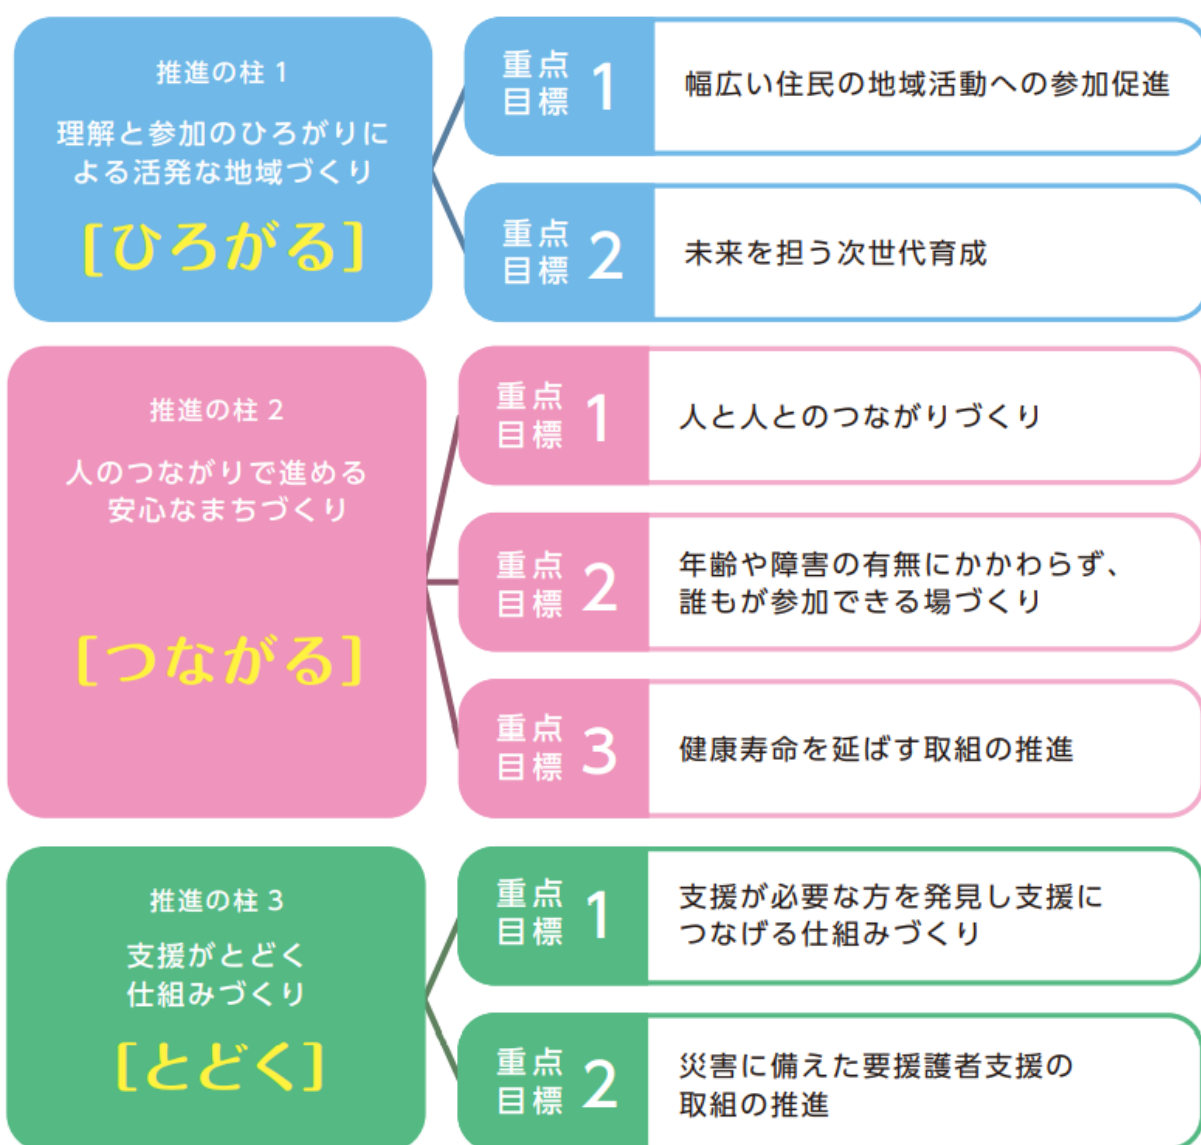 推進の柱 1
理解と参加のひろがりに
よる活発な地域づくり
[ひろがる]
重点
目標 1
幅広い住民の地域活動への参加促進
重点
目標 2
未来を担う次世代育成
推進の柱 2
人のつながりで進める
安心なまちづくり
[つながる]
重点
目標 1
人と人とのつながりづくり
重点
目標 2
年齢や障害の有無にかかわらず、
誰もが参加できる場づくり
重点
目標 3
健康寿命を延ばす取組の推進
推進の柱 3
支援がとどく
仕組みづくり
[とどく]
重点
目標 1
支援が必要な方を発見し支援に
つなげる仕組みづくり
重点
目標 2
災害に備えた要援護者支援の
取組の推進